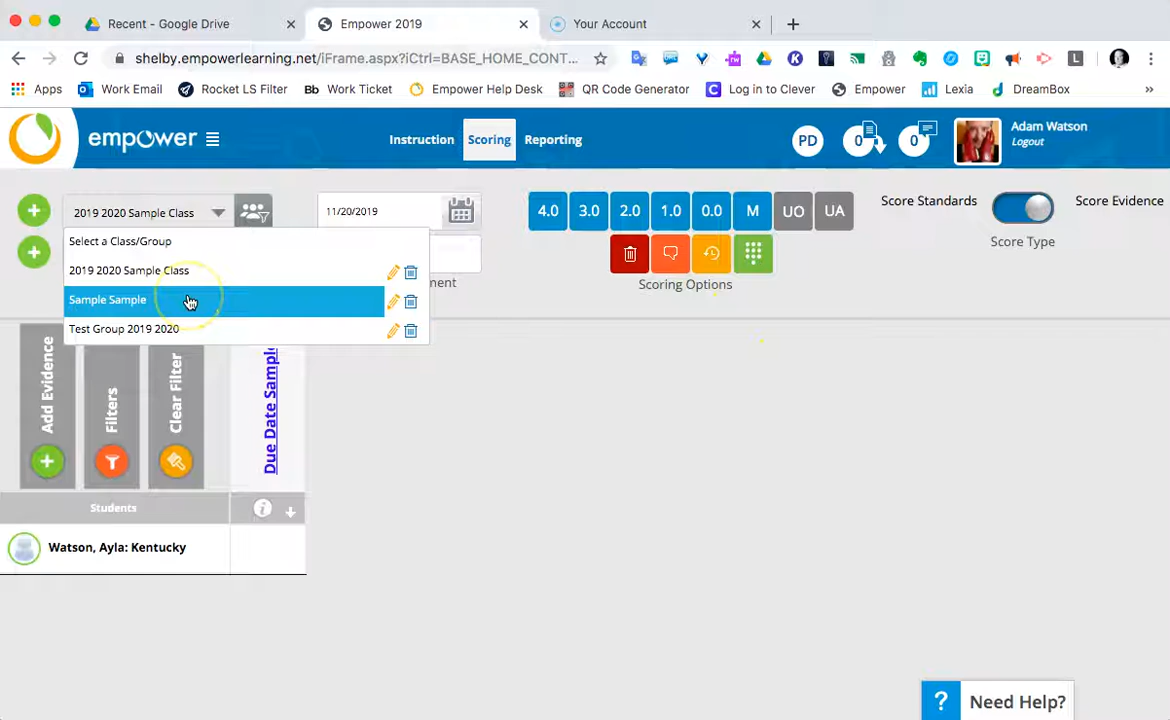 Recent - Google Drive
Empower 2019
Your Account
shelby.empowerlearning.net/iFrame.aspx?iCtrl=BASE_HOME_CONT...
Apps
Work Email
Rocket LS Filter
Bb Work Ticket
Empower Help Desk
QR Code Generator
Log in to Clever
Empower
Lexia
DreamBox
empower
Instruction
Scoring
Reporting
PD
0
0
Adam Watson
Logout
2019 2020 Sample Class
11/20/2019
4.0
3.0
2.0
1.0
0.0
M
UO
UA
Score Standards
Score Evidence
Score Type
Scoring Options
Select a Class/Group
2019 2020 Sample Class
Sample Sample
Test Group 2019 2020
ment
Add Evidence
Filters
Clear Filter
Due Date Sample
Students
Watson, Ayla: Kentucky
? Need Help?